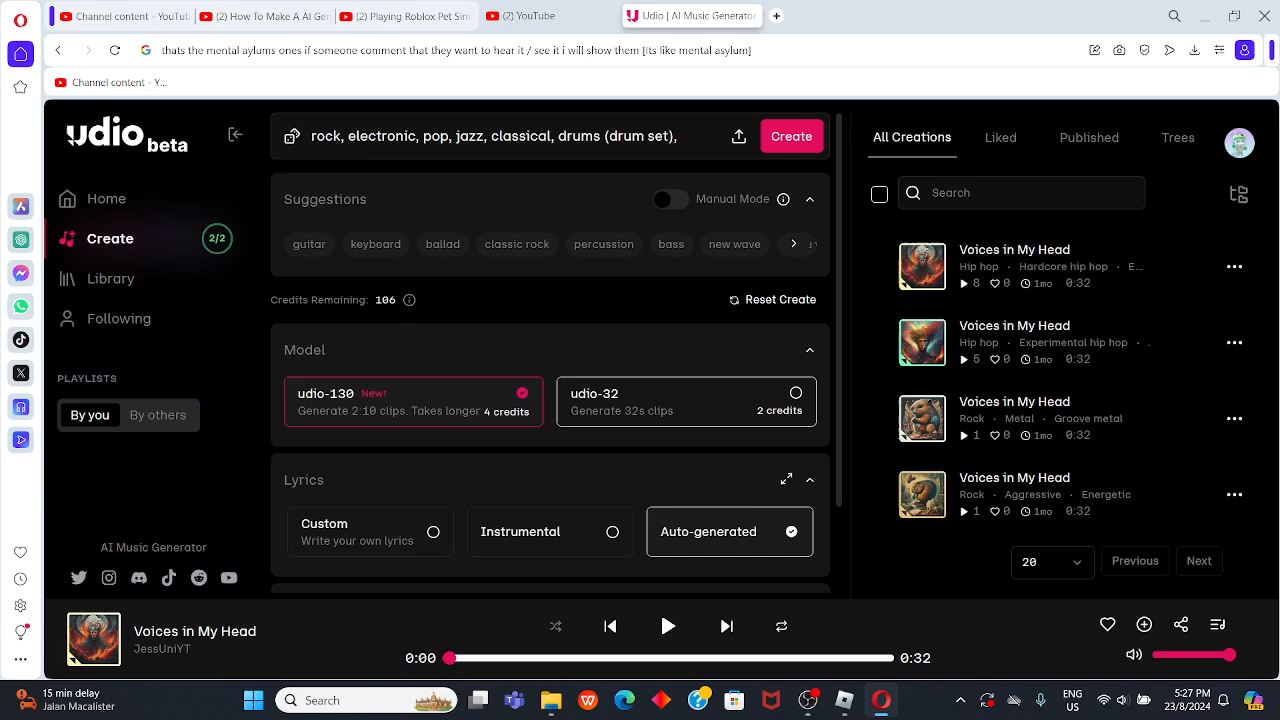 Channel content - YouTub
(2) How To Make A AI Gen
(2) Playing Roblox in Gami
(2) YouTube
Udio | AI Music Generator
thats the mental aylums ones if someone comment that they want to hear it / see it i will show them [Its like mental asylum]
Channel content - Y...
udio beta
rock, electronic, pop, jazz, classical, drums (drum set),
Create
All Creations
Liked
Published
Trees
Home
Create
2/2
Library
Following
PLAYLISTS
By you
By others
AI Music Generator
Suggestions
Manual Mode
guitar
keyboard
ballad
classic rock
percussion
bass
new wave
Credits Remaining: 106
Reset Create
Model
udio-130 New!
Generate 2.10 clips. Takes longer 4 credits
udio-32
Generate 32s clips
2 credits
Lyrics
Custom
Write your own lyrics
Instrumental
Auto-generated
Search
Voices in My Head
Hip hop · Hardcore hip hop · E...
8 0 1mo 0:32
Voices in My Head
Hip hop · Experimental hip hop · .
5 0 1mo 0:32
Voices in My Head
Rock · Metal · Groove metal
1 0 1mo 0:32
Voices in My Head
Rock · Aggressive · Energetic
1 0 1mo 0:32
20
Previous
Next
Voices in My Head
JessUniYT
0:00
0:32
15 min delay
Jalan Macalister
Search
ENG
US
5:27 PM
23/8/2024